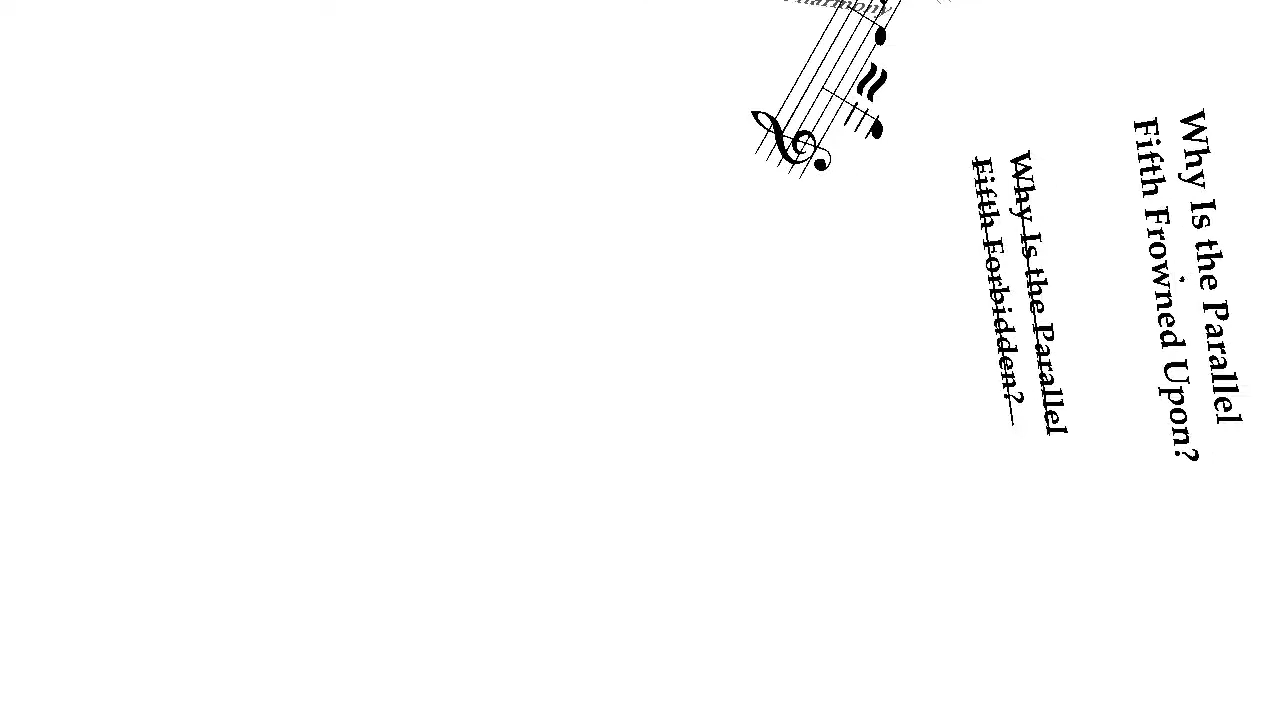 Why Is the Parallel
Fifth Frowned Upon?
Why Is the Parallel
Fifth Forbidden?